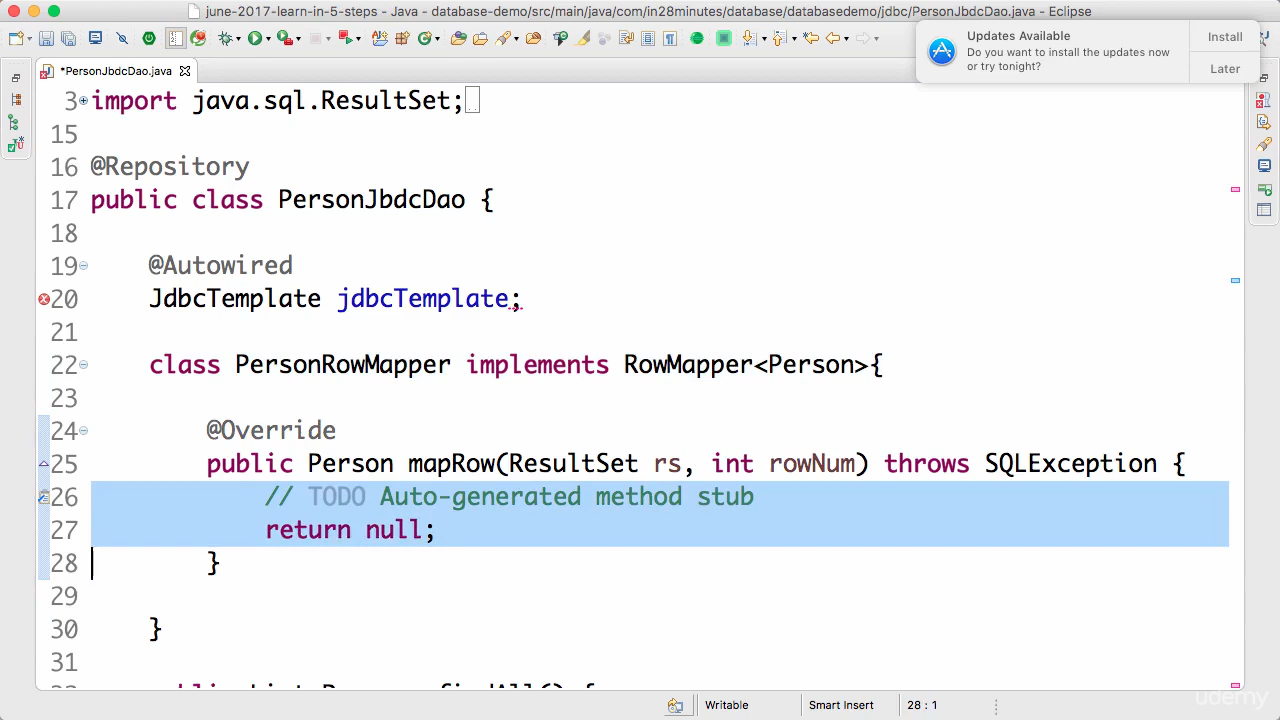 june-2017-learn-in-5-steps - Java - database-demo/src/main/java/com/in28minutes/database/databasedemo/jdbc/PersonJbdcDao.java - Eclipse
Updates Available
Do you want to install the updates now
or try tonight?
Install
Later
*PersonJbdcDao.java
3 import java.sql.ResultSet;
15
16 @Repository
17 public class PersonJbdcDao {
18
19 @Autowired
20 JdbcTemplate jdbcTemplate;
21
22 class PersonRowMapper implements RowMapper<Person>{
23
24 @Override
25 public Person mapRow(ResultSet rs, int rowNum) throws SQLException {
26 // TODO Auto-generated method stub
27 return null;
28 }
29
30 }
31
Writable
Smart Insert
28 : 1
udemy